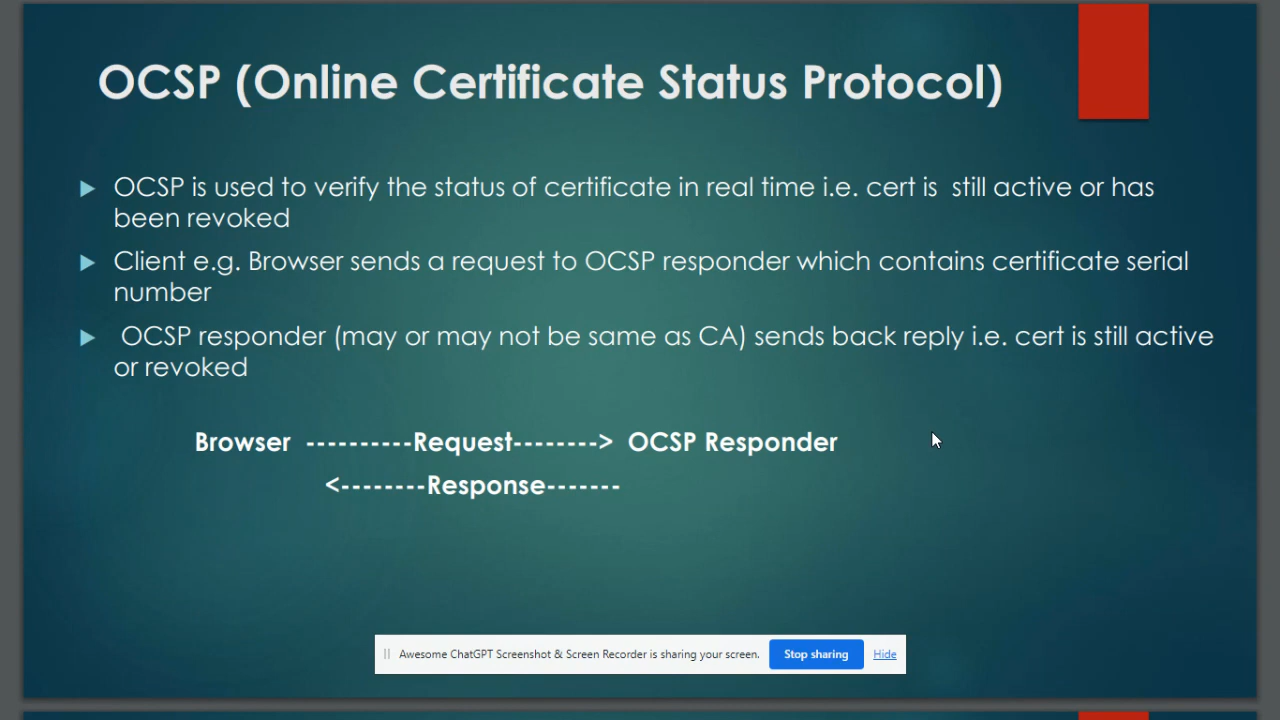 OCSP (Online Certificate Status Protocol)
OCSP is used to verify the status of certificate in real time i.e. cert is  still active or has
been revoked
Client e.g. Browser sends a request to OCSP responder which contains certificate serial
number
OCSP responder (may or may not be same as CA) sends back reply i.e. cert is still active
or revoked
Browser ----------Request--------> OCSP Responder
<--------Response-------
Awesome ChatGPT Screenshot & Screen Recorder is sharing your screen. Stop sharing Hide